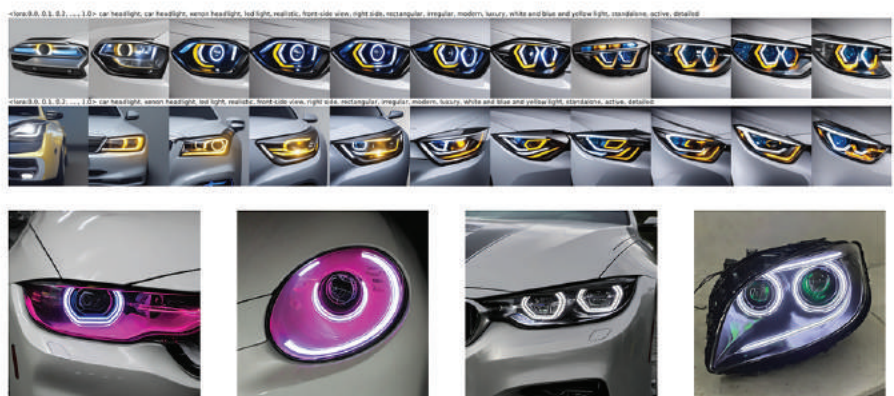 <lora:0.0, 0.1, 0.2, ..., 1.0> car headlight, car headlight, xenon headlight, led light, realistic, front-side view, right side, rectangular, irregular, modern, luxury, white and blue and yellow light, standalone, active, detailed
<lora:0.0, 0.1, 0.2, ..., 1.0> car headlight, xenon headlight, led light, realistic, front-side-view, right side, rectangular, irregular, modern, luxury, white and blue and yellow light, standalone, active, detailed